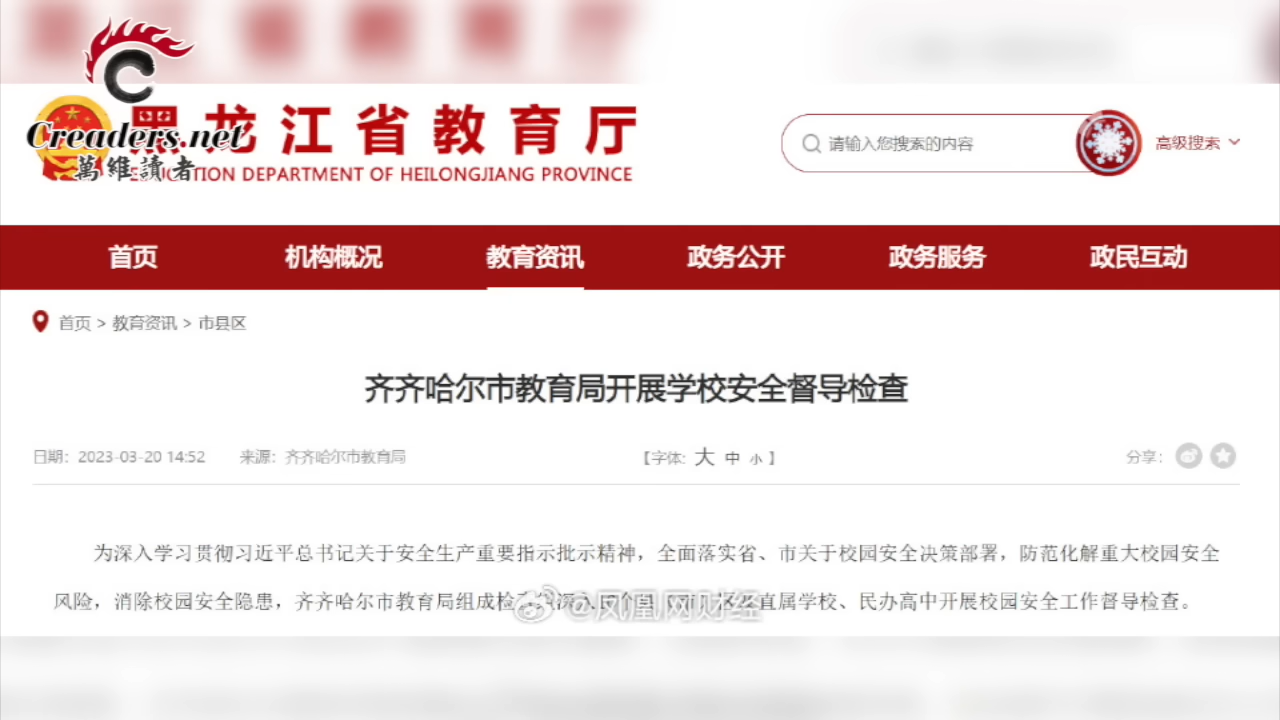 Creaders.net
萬維讀者
黑龙江省教育厅
EDUCATION DEPARTMENT OF HEILONGJIANG PROVINCE
请输入您搜索的内容
高级搜索
首页 机构概况 教育资讯 政务公开 政务服务 政民互动
首页 > 教育资讯 > 市县区
齐齐哈尔市教育局开展学校安全督导检查
日期: 2023-03-20 14:52 来源: 齐齐哈尔市教育局 【字体: 大 中 小 】 分享:
为深入学习贯彻习近平总书记关于安全生产重要指示批示精神，全面落实省、市关于校园安全决策部署，防范化解重大校园安全
风险，消除校园安全隐患，齐齐哈尔市教育局组成检 深入 直属学校、民办高中开展校园安全工作督导检查。
@凤凰网财经